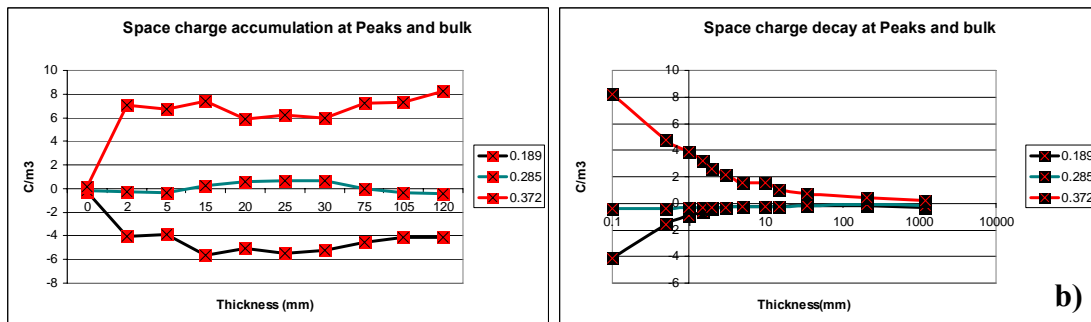 Space charge accumulation at Peaks and bulk
10
8
6
4
2
0
-2
-4
-6
-8
0 2 5 15 20 25 30 75 105 120
C/m3
Thickness (mm)
0.189
0.285
0.372
Space charge decay at Peaks and bulk
10
8
6
4
2
0
-2
-4
-6
0.1 1 10 100 1000 10000
C/m3
Thickness(mm)
0.189
0.285
0.372
b)